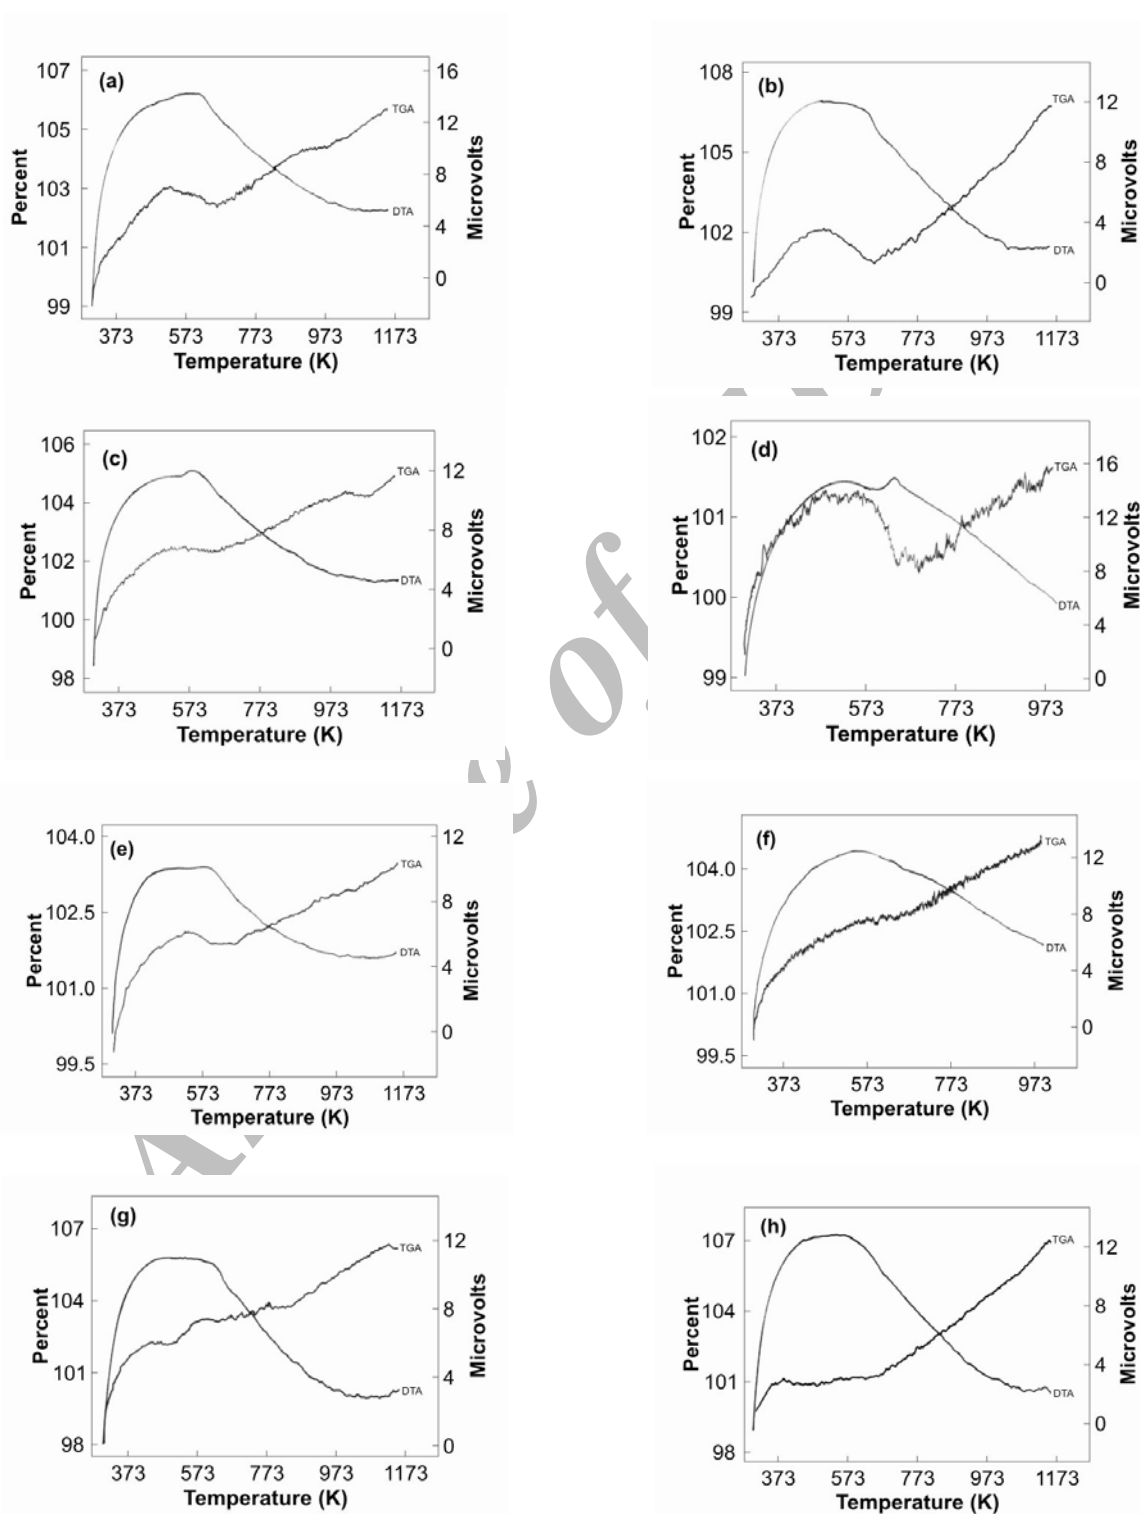 (a)
107
105
103
101
99
Percent
16
12
8
4
0
Microvolts
TGA
DTA
373 573 773 973 1173
Temperature (K)
(b)
108
105
102
99
Percent
12
8
4
0
Microvolts
TGA
DTA
373 573 773 973 1173
Temperature (K)
(c)
106
104
102
100
98
Percent
12
8
4
0
Microvolts
TGA
DTA
373 573 773 973 1173
Temperature (K)
(d)
102
101
100
99
Percent
16
12
8
4
0
Microvolts
TGA
DTA
373 573 773 973
Temperature (K)
(e)
104.0
102.5
101.0
99.5
Percent
12
8
4
0
Microvolts
TGA
DTA
373 573 773 973 1173
Temperature (K)
(f)
104.0
102.5
101.0
99.5
Percent
12
8
4
0
Microvolts
TGA
DTA
373 573 773 973
Temperature (K)
(g)
107
104
101
98
Percent
12
8
4
0
Microvolts
TGA
DTA
373 573 773 973 1173
Temperature (K)
(h)
107
104
101
98
Percent
12
8
4
0
Microvolts
TGA
DTA
373 573 773 973 1173
Temperature (K)
of